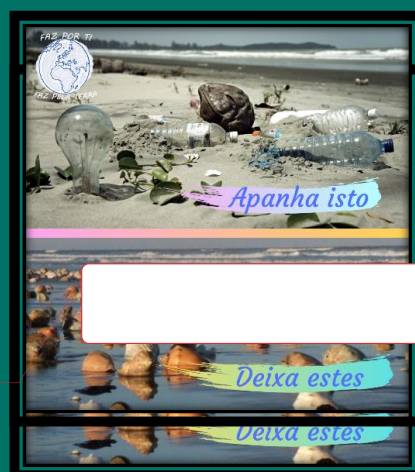 FAZ POR TI
FAZ PELA TERRA
Apanha isto
Deixa estes
Deixa estes